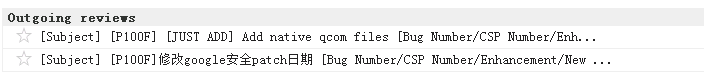 Outgoing reviews
[Subject] [P100F] [JUST ADD] Add native qcom files [Bug Number/CSP Number/Enh...
[Subject] [P100F]修改google安全patch日期 [Bug Number/CSP Number/Enhancement/New ...